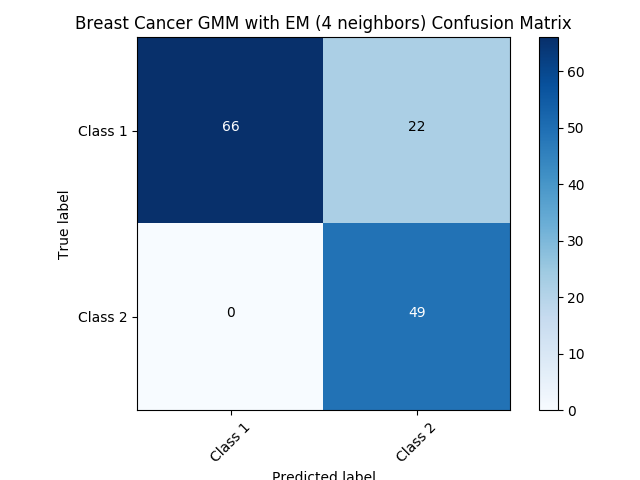 Breast Cancer GMM with EM (4 neighbors) Confusion Matrix
True label
Class 1
66
22
Class 2
0
49
Class 1
Class 2
Predicted label
60
50
40
30
20
10
0